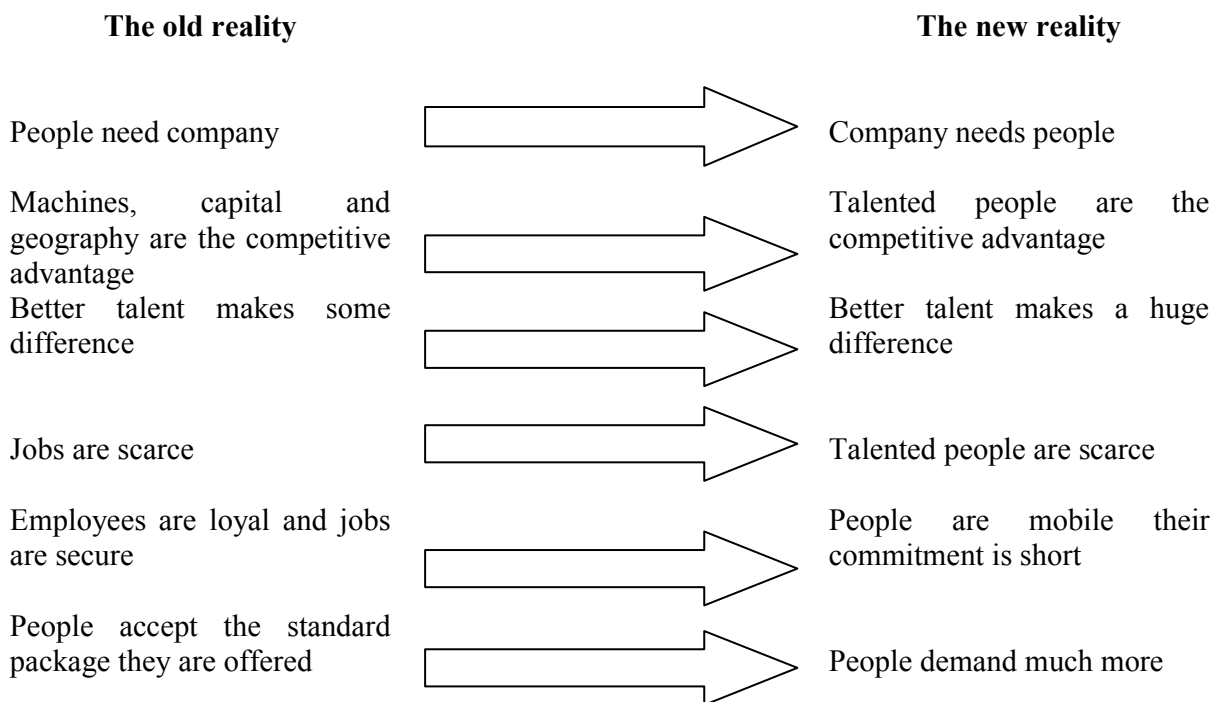 The old reality
The new reality
People need company
Company needs people
Machines, capital and
geography are the competitive
advantage
Talented people are the
competitive advantage
Better talent makes some
difference
Better talent makes a huge
difference
Jobs are scarce
Talented people are scarce
Employees are loyal and jobs
are secure
People are mobile their
commitment is short
People accept the standard
package they are offered
People demand much more